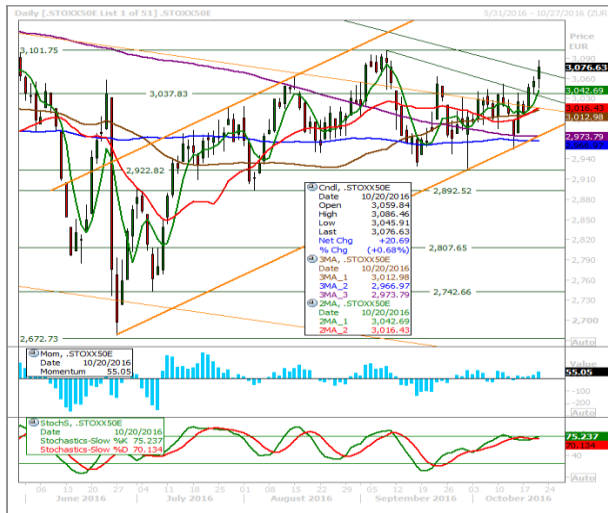 Daily [.STOXX50E List 1 of 51] .STOXX50E
5/31/2016 - 10/27/2016 (ZUR
Price
EUR
3,101.75
3,090
3,076.63
3,060
3,042.69
3,037.83
3,030
3,016.43
3,012.98
2,973.79
2,940
2,922.82
2,910
2,892.52
2,880
2,850
2,820
2,807.65
2,790
2,760
2,742.66
2,730
2,700
2,672.73
Auto
Cndl, .STOXX50E
Date 10/20/2016
Open 3,059.84
High 3,086.46
Low 3,045.91
Last 3,076.63
Net Chg +20.69
% Chg (+0.68%)
3MA, .STOXX50E
Date 10/20/2016
3MA_1 3,012.98
3MA_2 2,966.97
3MA_3 2,973.79
2MA, .STOXX50E
Date 10/20/2016
2MA_1 3,042.69
2MA_2 3,016.43
Mom, .STOXX50E
Date 10/20/2016
Momentum 55.05
Value
55.05
-100
-200
Auto
StochS, .STOXX50E
Date 10/20/2016
Stochastics-Slow %K 75.237
Stochastics-Slow %D 70.134
75.237
70.134
40
Auto
06 13 20 27 04 11 18 25 01 08 15 22 29 05 12 19 26 03 10 17 24
June 2016 July 2016 August 2016 September 2016 October 2016